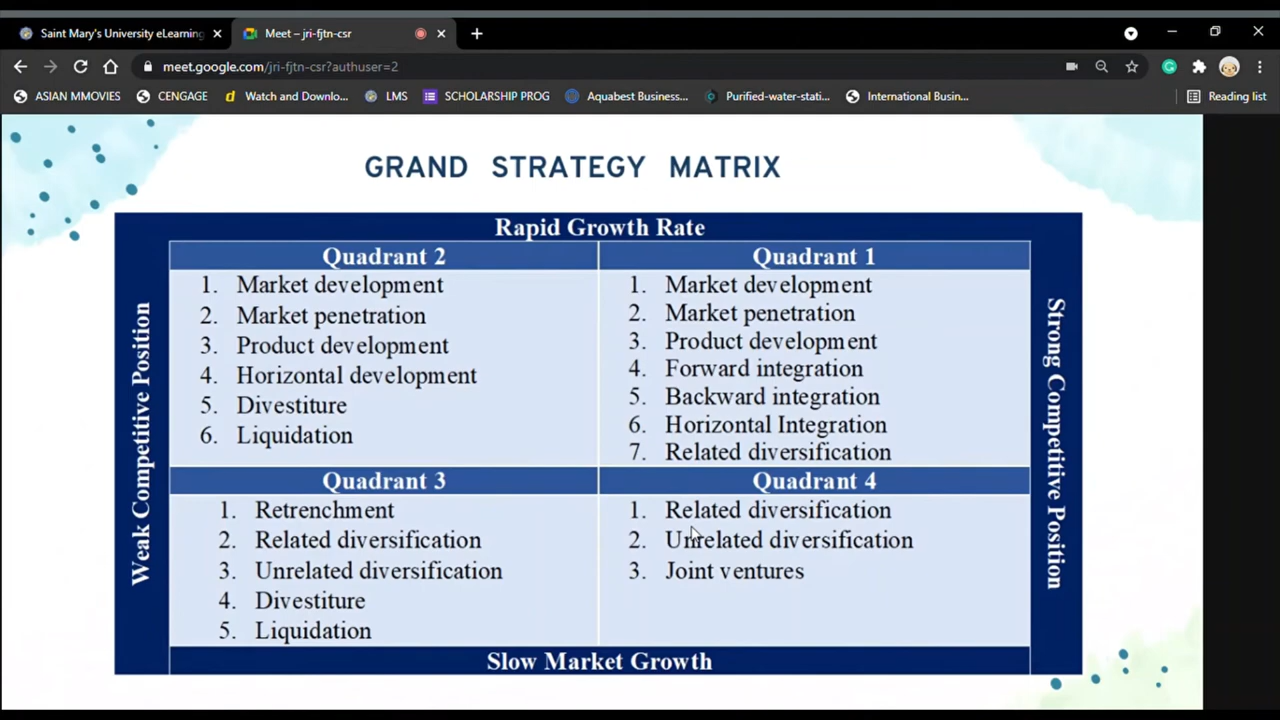 Saint Mary's University eLearning
Meet – jri-fjtn-csr
meet.google.com/jri-fjtn-csr?authuser=2
ASIAN MMOVIES
CENGAGE
Watch and Downlo...
LMS
SCHOLARSHIP PROG
Aquabest Business...
Purified-water-stati...
International Busin...
Reading list
GRAND STRATEGY MATRIX
Rapid Growth Rate
Weak Competitive Position
Quadrant 2
1. Market development
2. Market penetration
3. Product development
4. Horizontal development
5. Divestiture
6. Liquidation
Quadrant 1
1. Market development
2. Market penetration
3. Product development
4. Forward integration
5. Backward integration
6. Horizontal Integration
7. Related diversification
Strong Competitive Position
Quadrant 3
1. Retrenchment
2. Related diversification
3. Unrelated diversification
4. Divestiture
5. Liquidation
Quadrant 4
1. Related diversification
2. Unrelated diversification
3. Joint ventures
Slow Market Growth